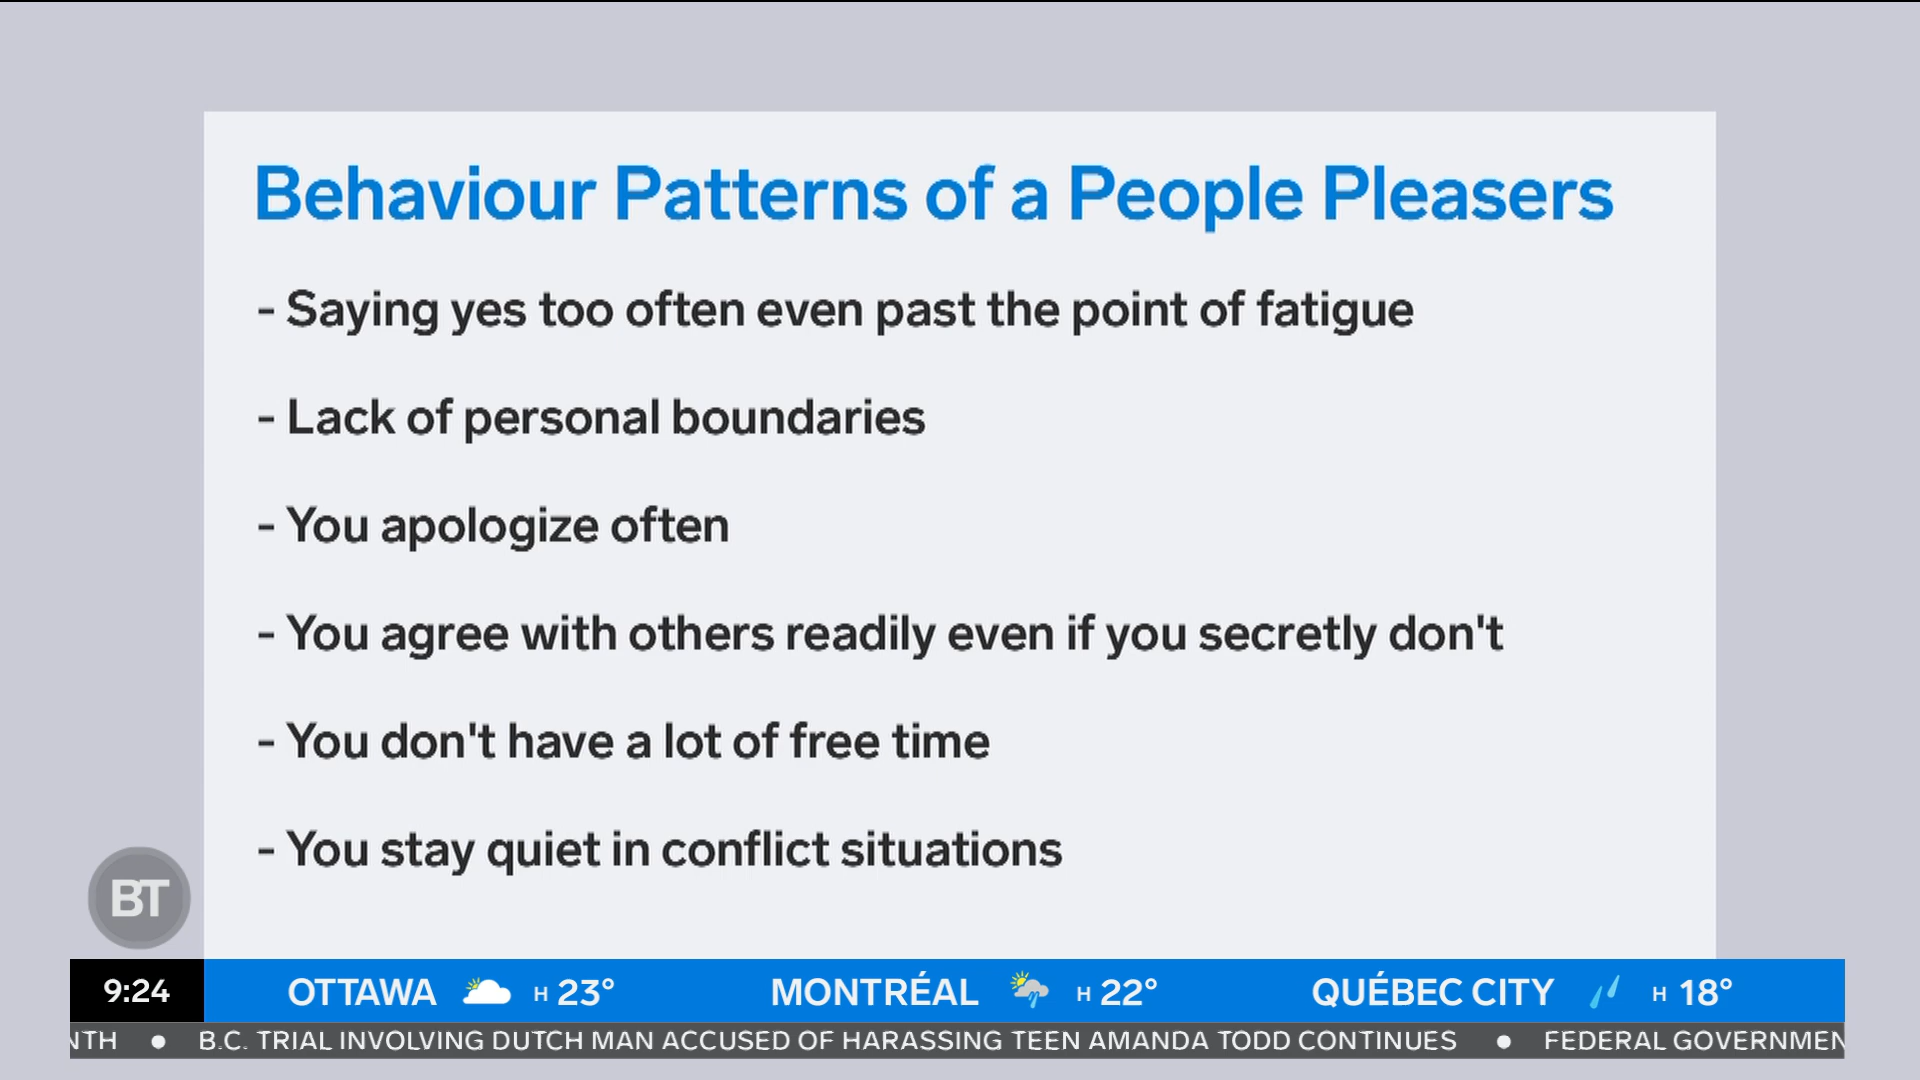 Behaviour Patterns of a People Pleasers
- Saying yes too often even past the point of fatigue
- Lack of personal boundaries
- You apologize often
- You agree with others readily even if you secretly don't
- You don't have a lot of free time
- You stay quiet in conflict situations
BT
9:24 OTTAWA H 23° MONTRÉAL H 22° QUÉBEC CITY H 18°
NTH • B.C. TRIAL INVOLVING DUTCH MAN ACCUSED OF HARASSING TEEN AMANDA TODD CONTINUES • FEDERAL GOVERNMEN